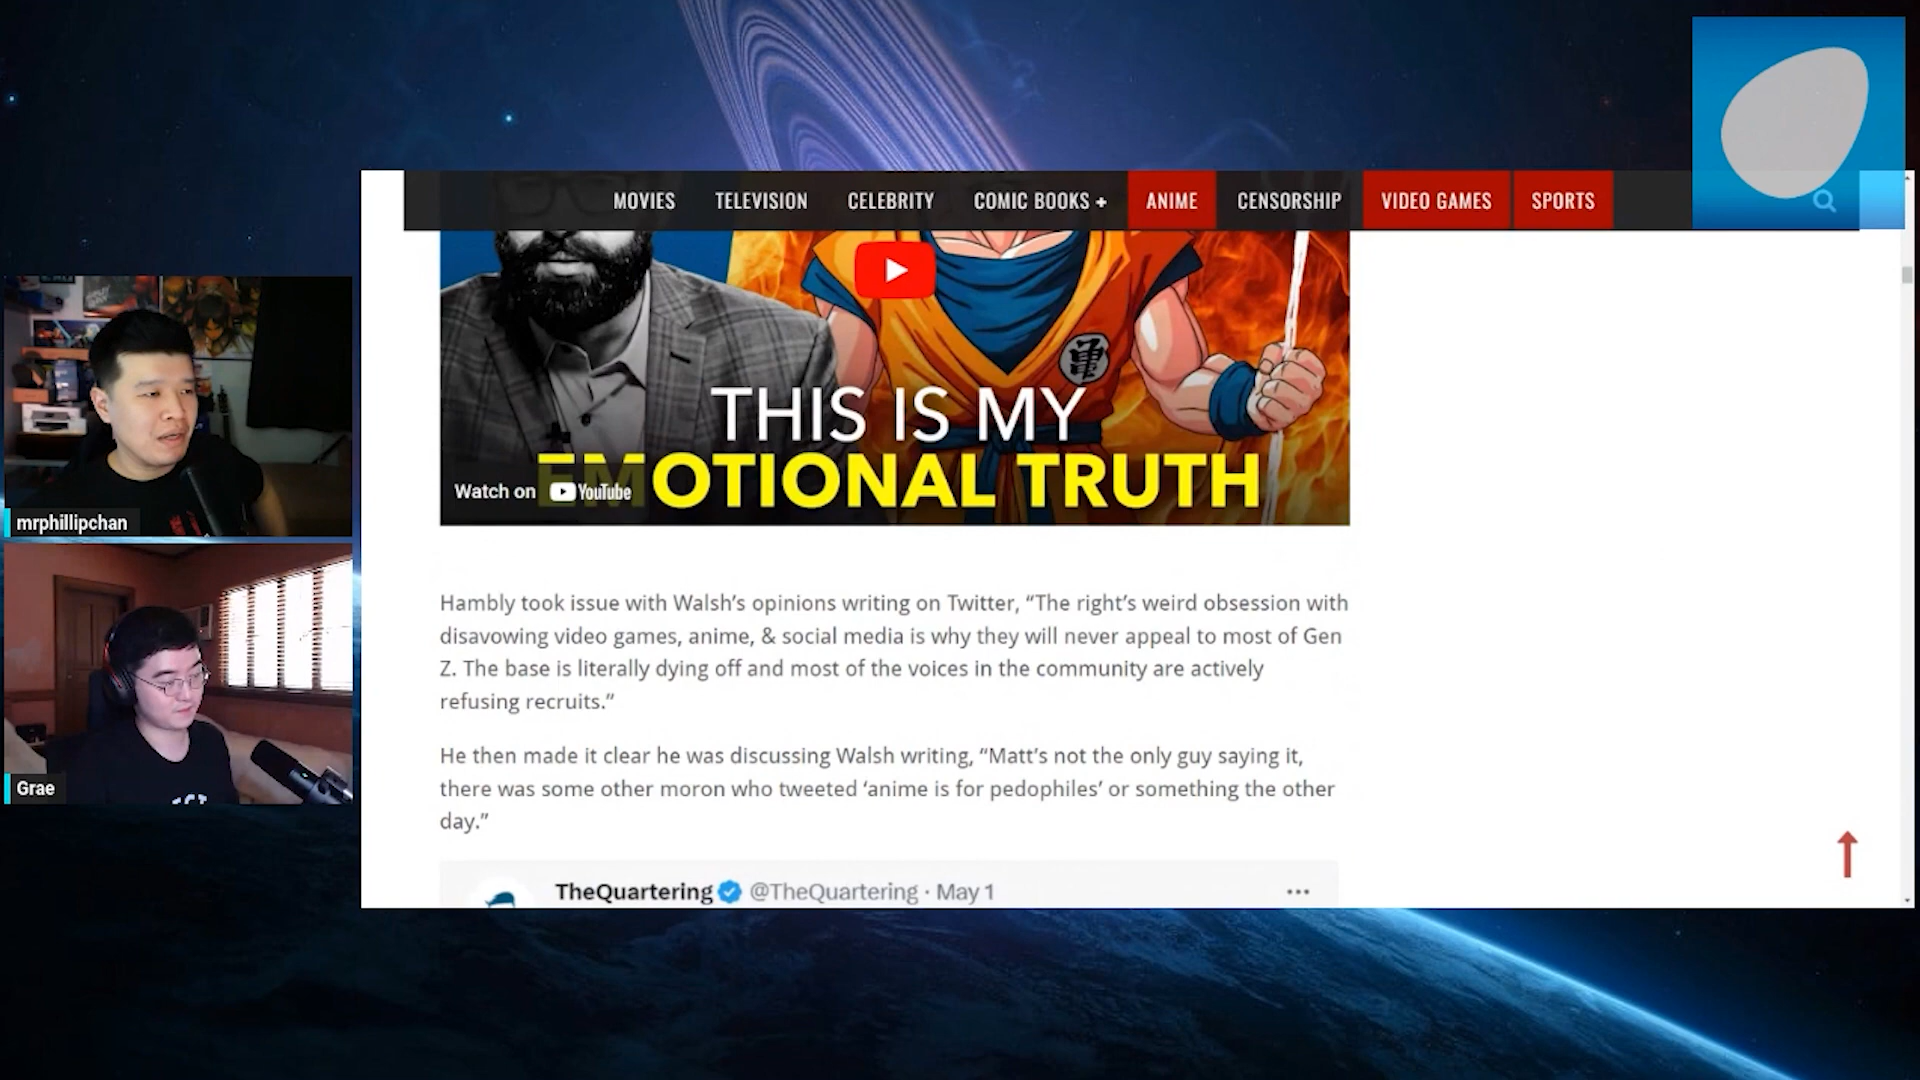 MOVIES TELEVISION CELEBRITY COMIC BOOKS + ANIME CENSORSHIP VIDEO GAMES SPORTS
亀
THIS IS MY
EMOTIONAL TRUTH
Watch on YouTube
mrphillipchan
Grae
Hambly took issue with Walsh’s opinions writing on Twitter, “The right’s weird obsession with
disavowing video games, anime, & social media is why they will never appeal to most of Gen
Z. The base is literally dying off and most of the voices in the community are actively
refusing recruits.”
He then made it clear he was discussing Walsh writing, “Matt’s not the only guy saying it,
there was some other moron who tweeted ‘anime is for pedophiles’ or something the other
day.”
TheQuartering @TheQuartering · May 1